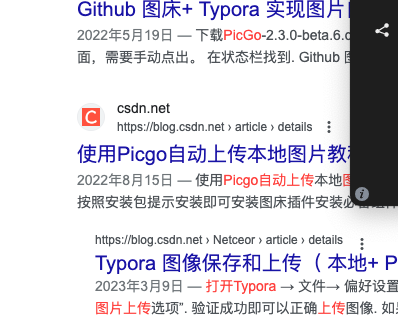 Github 图床+ Typora 实现图片
2022年5月19日 — 下载PicGo-2.3.0-beta.6.
面，需要手动点出。 在状态栏找到. Github
csdn.net
https://blog.csdn.net › article › details
使用Picgo自动上传本地图片教
2022年8月15日 — 使用Picgo自动上传本地
按照安装包提示安装即可安装图床插件安装必
https://blog.csdn.net › Netceor › article › details
Typora 图像保存和上传（ 本地+ P
2023年3月9日 — 打开Typora → 文件→ 偏好设置
图片上传选项”. 验证成功即可以正确上传图像. 如